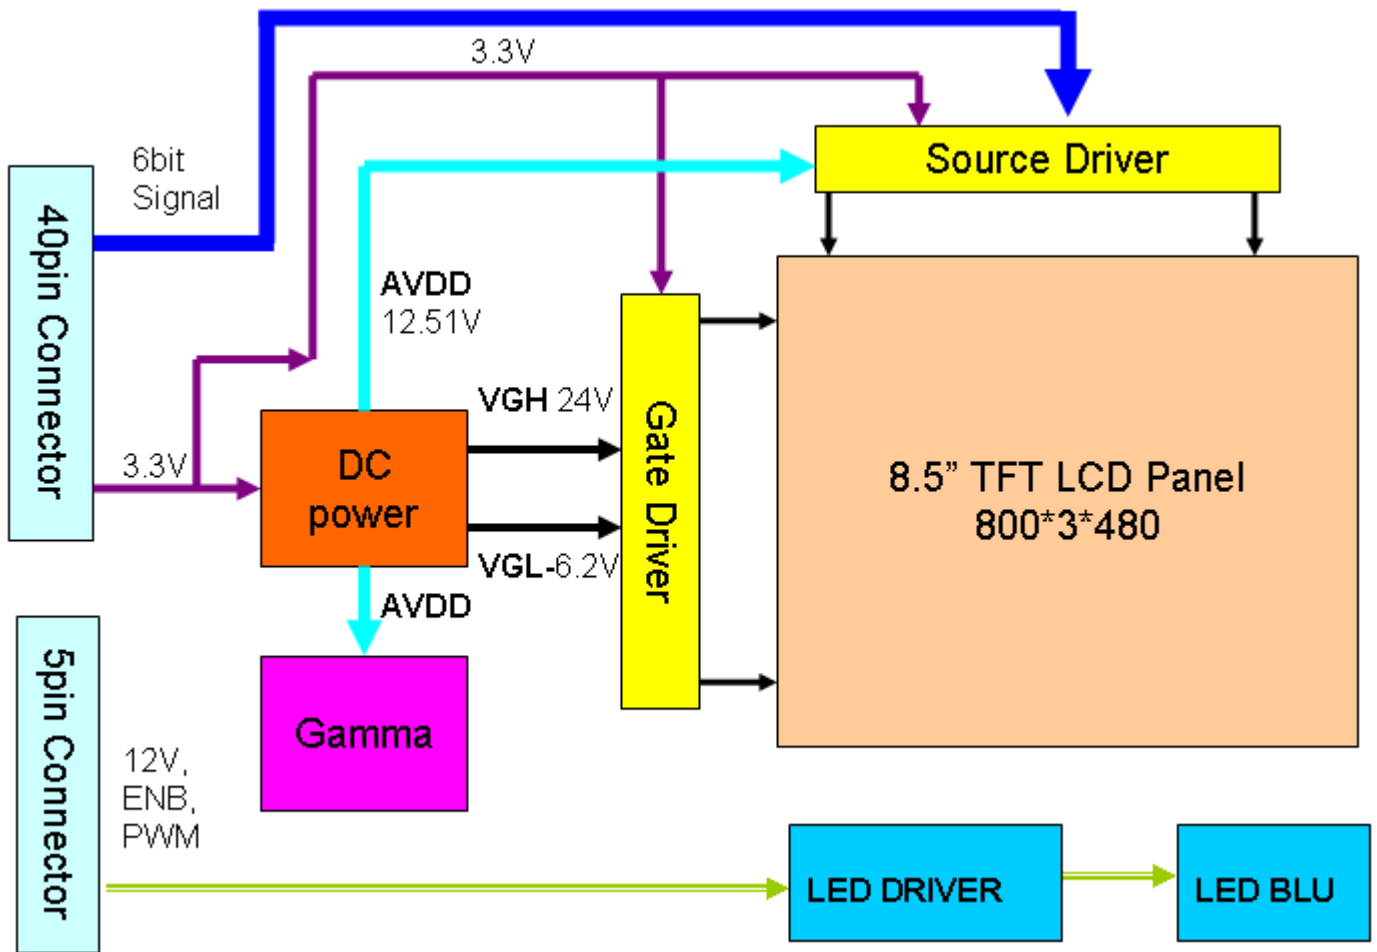 3.3V
6bit
Signal
Source Driver
40pin Connector
AVDD
12.51V
VGH 24V
Gate Driver
3.3V
DC
power
8.5” TFT LCD Panel
800*3*480
VGL-6.2V
AVDD
5pin Connector
Gamma
12V,
ENB,
PWM
LED DRIVER
LED BLU